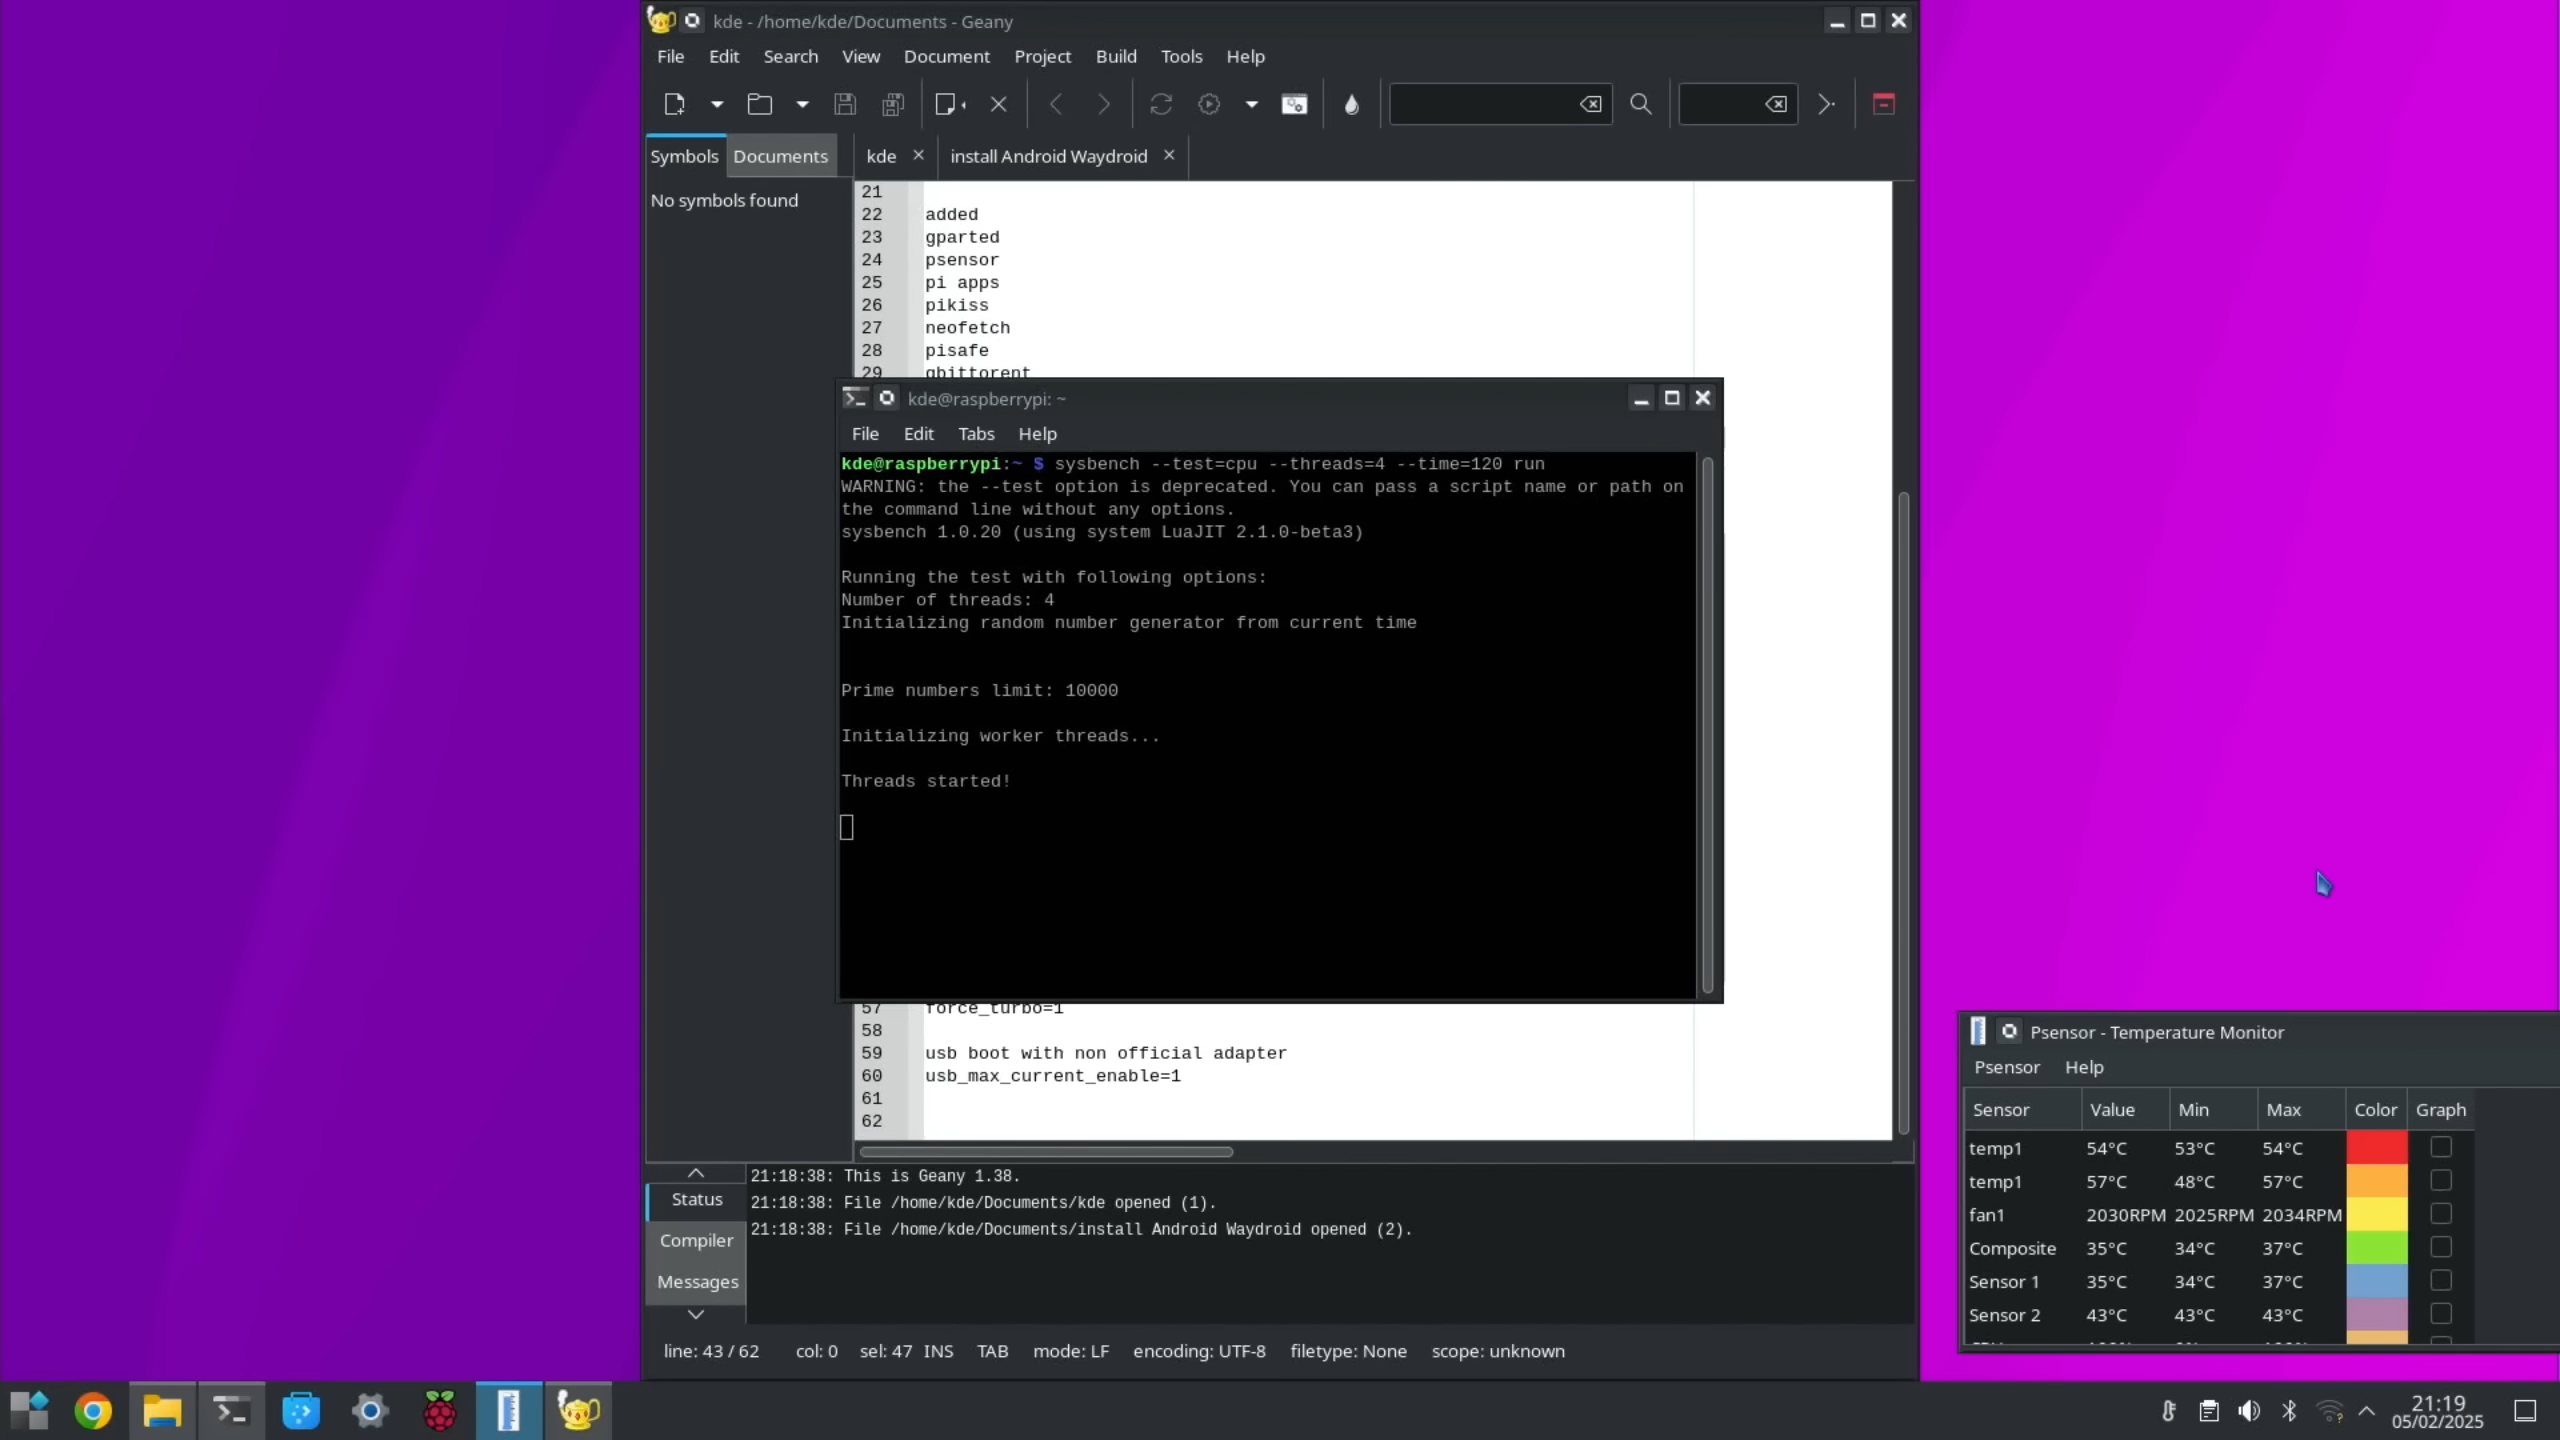 kde - /home/kde/Documents - Geany
File Edit Search View Document Project Build Tools Help
Symbols Documents kde install Android Waydroid
No symbols found
21
22 added
23 gparted
24 psensor
25 pi apps
26 pikiss
27 neofetch
28 pisafe
29 qbittorent
kde@raspberrypi: ~
File Edit Tabs Help
kde@raspberrypi:~ $ sysbench --test=cpu --threads=4 --time=120 run
WARNING: the --test option is deprecated. You can pass a script name or path on
the command line without any options.
sysbench 1.0.20 (using system LuaJIT 2.1.0-beta3)
Running the test with following options:
Number of threads: 4
Initializing random number generator from current time
Prime numbers limit: 10000
Initializing worker threads...
Threads started!
57 force_turbo=1
58
59 usb boot with non official adapter
60 usb_max_current_enable=1
61
62
Status
Compiler
Messages
21:18:38: This is Geany 1.38.
21:18:38: File /home/kde/Documents/kde opened (1).
21:18:38: File /home/kde/Documents/install Android Waydroid opened (2).
line: 43 / 62 col: 0 sel: 47 INS TAB mode: LF encoding: UTF-8 filetype: None scope: unknown
Psensor - Temperature Monitor
Psensor Help
Sensor Value Min Max Color Graph
temp1 54°C 53°C 54°C
temp1 57°C 48°C 57°C
fan1 2030RPM 2025RPM 2034RPM
Composite 35°C 34°C 37°C
Sensor 1 35°C 34°C 37°C
Sensor 2 43°C 43°C 43°C
21:19
05/02/2025